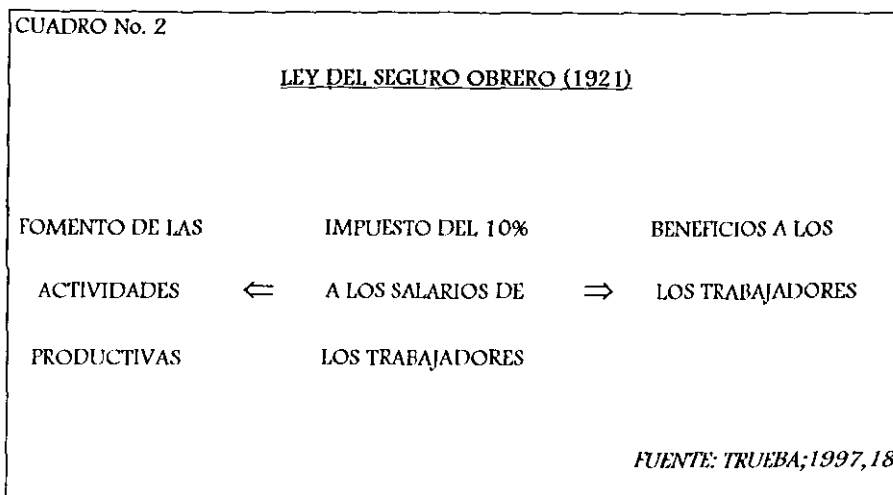 CUADRO No. 2
LEY DEL SEGURO OBRERO (1921)
FOMENTO DE LAS IMPUESTO DEL 10% BENEFICIOS A LOS
ACTIVIDADES ⇐ A LOS SALARIOS DE ⇒ LOS TRABAJADORES
PRODUCTIVAS LOS TRABAJADORES
FUENTE: TRUEBA;1997,18